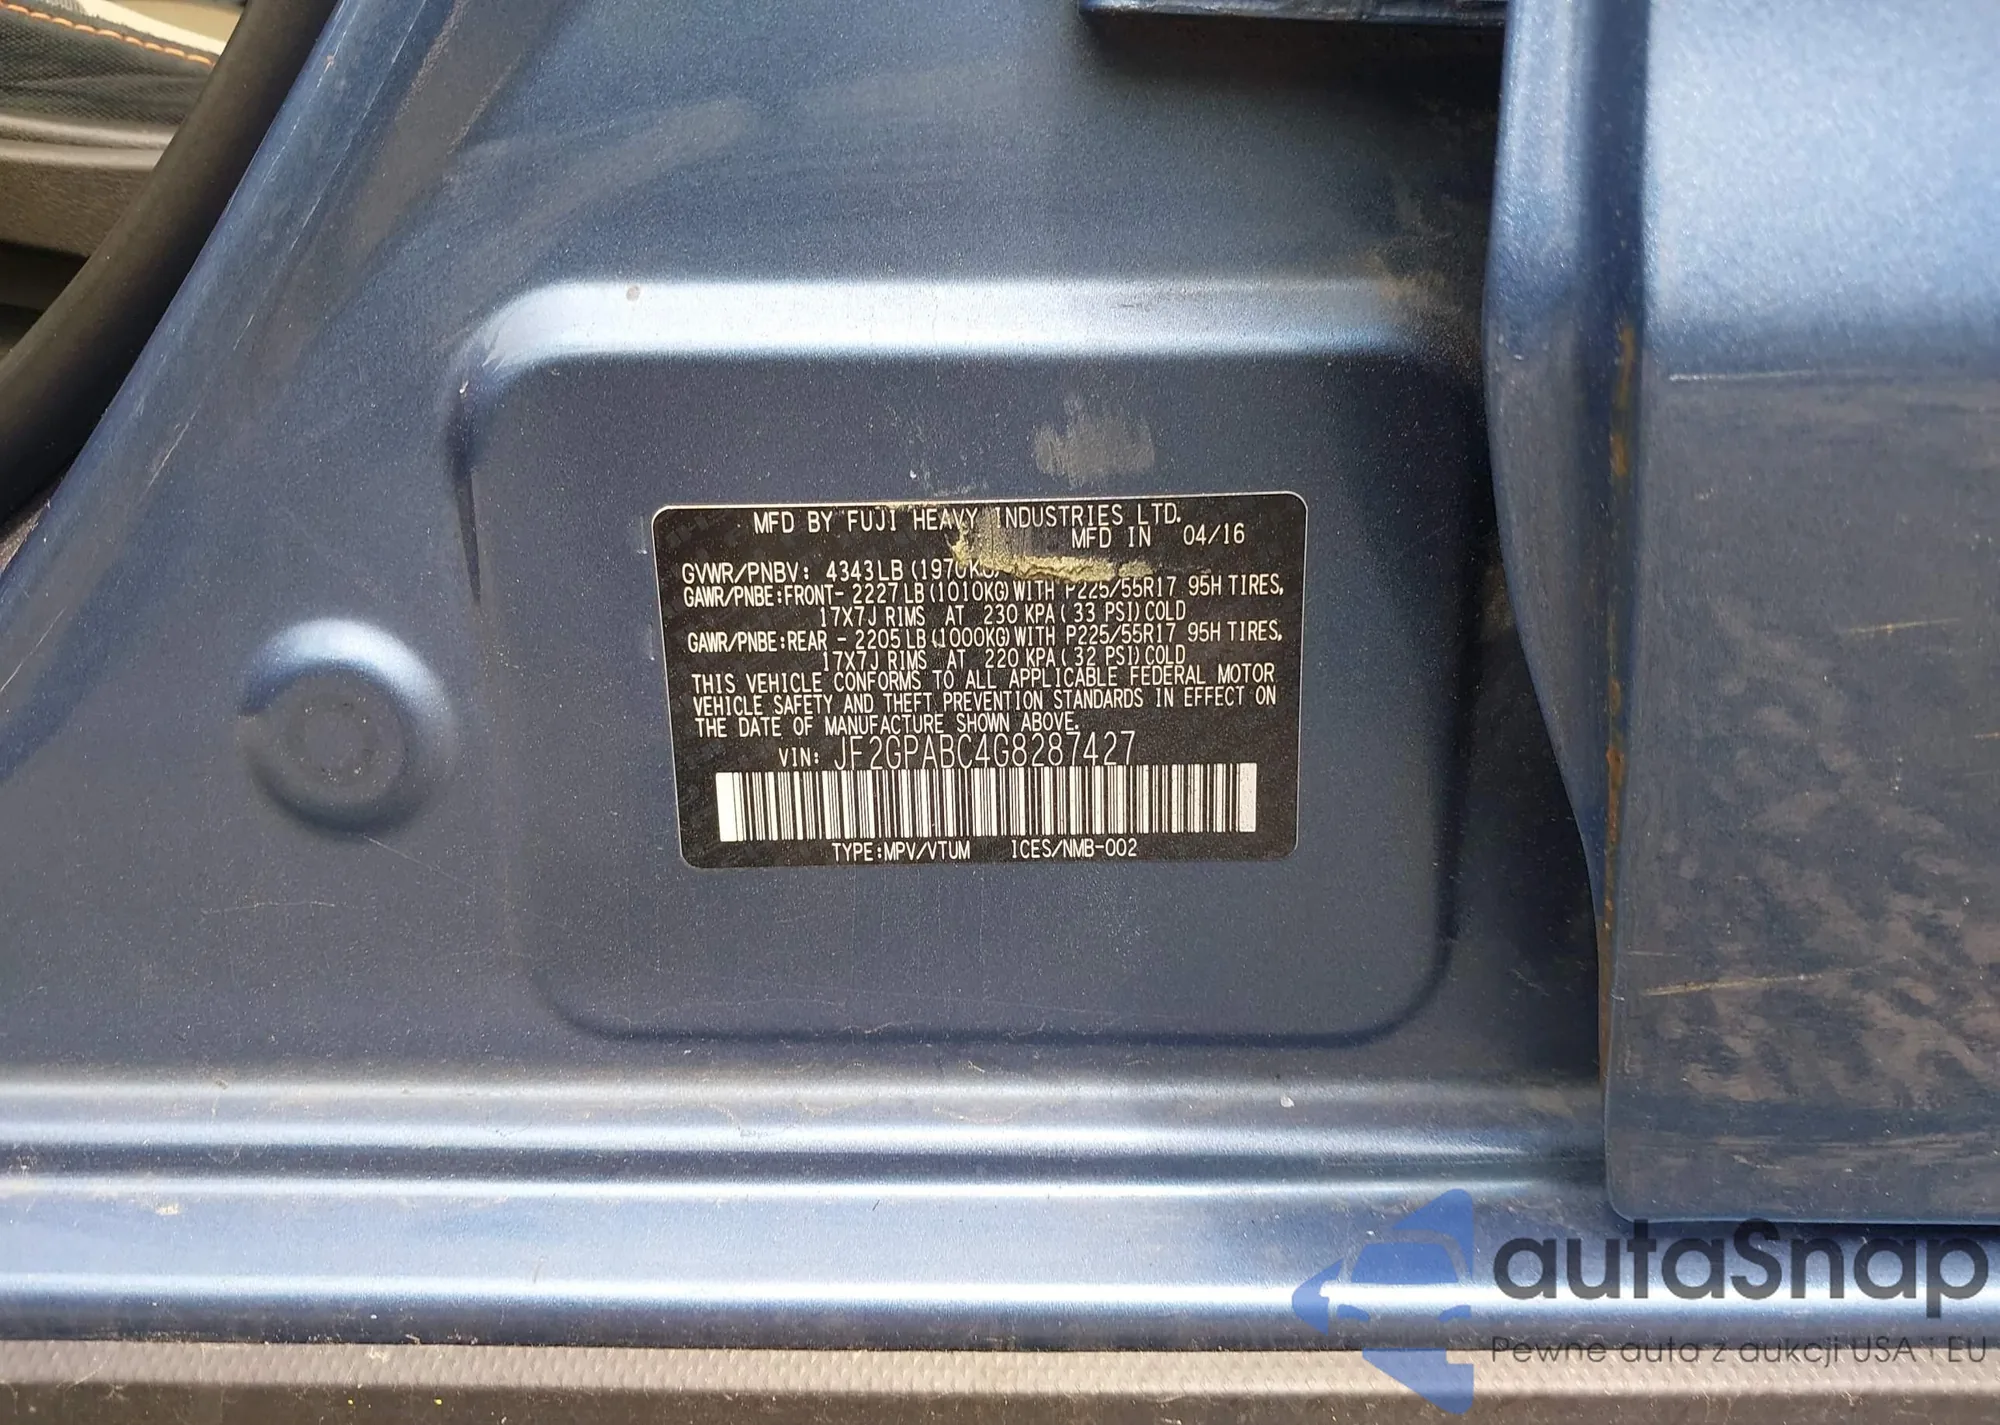 MFD BY FUJI HEAVY INDUSTRIES LTD.
MFD IN 04/16
GVWR/PNBV: 4343LB(1970KG
GAWR/PNBE:FRONT- 2227LB(1010KG)WITH P225/55R17 95H TIRES,
17X7J RIMS AT 230 KPA(33 PSI)COLD
GAWR/PNBE:REAR - 2205LB(1000KG)WITH P225/55R17 95H TIRES,
17X7J RIMS AT 220 KPA(32 PSI)COLD
THIS VEHICLE CONFORMS TO ALL APPLICABLE FEDERAL MOTOR
VEHICLE SAFETY AND THEFT PREVENTION STANDARDS IN EFFECT ON
THE DATE OF MANUFACTURE SHOWN ABOVE.
VIN: JF2GPABC4G8287427
TYPE:MPV/VTUM ICES/NMB-002
autaSnap
Pewne auta z aukcji USA i EU